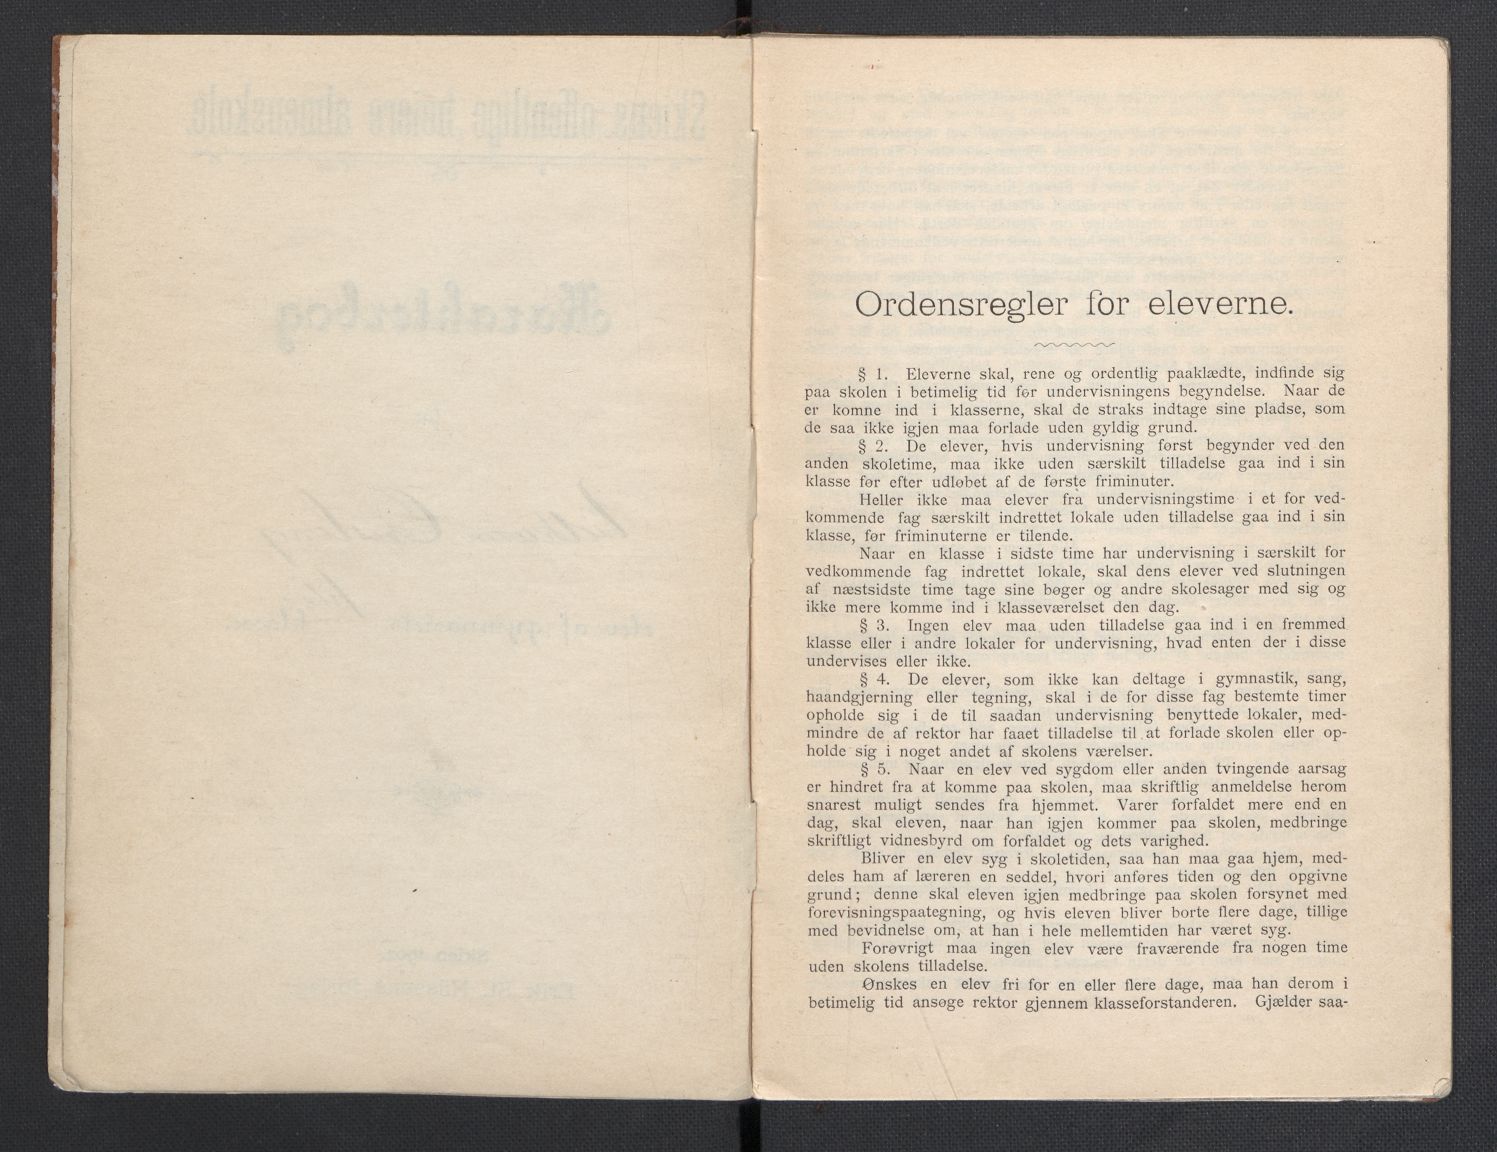 Ordensregler for eleverne.
§ 1. Eleverne skal, rene og ordentlig paaklædte, indfinde sig
paa skolen i betimelig tid før undervisningens begyndelse. Naar de
er komne ind i klasserne, skal de straks indtage sine pladse, som
de saa ikke igjen maa forlade uden gyldig grund.
§ 2. De elever, hvis undervisning først begynder ved den
anden skoletime, maa ikke uden særskilt tilladelse gaa ind i sin
klasse før efter udløbet af de første friminuter.
Heller ikke maa elever fra undervisningstime i et for ved-
kommende fag særskilt indrettet lokale uden tilladelse gaa ind i sin
klasse, før friminuterne er tilende.
Naar en klasse i sidste time har undervisning i særskilt for
vedkommende fag indrettet lokale, skal dens elever ved slutningen
af næstsidste time tage sine bøger og andre skolesager med sig og
ikke mere komme ind i klasseværelset den dag.
§ 3. Ingen elev maa uden tilladelse gaa ind i en fremmed
klasse eller i andre lokaler for undervisning, hvad enten der i disse
undervises eller ikke.
§ 4. De elever, som ikke kan deltage i gymnastik, sang,
haandgjerning eller tegning, skal i de for disse fag bestemte timer
opholde sig i de til saadan undervisning benyttede lokaler, med-
mindre de af rektor har faaet tilladelse til at forlade skolen eller op-
holde sig i noget andet af skolens værelser.
§ 5. Naar en elev ved sygdom eller anden tvingende aarsag
er hindret fra at komme paa skolen, maa skriftlig anmeldelse herom
snarest muligt sendes fra hjemmet. Varer forfaldet mere end en
dag, skal eleven, naar han igjen kommer paa skolen, medbringe
skriftligt vidnesbyrd om forfaldet og dets varighed.
Bliver en elev syg i skoletiden, saa han maa gaa hjem, med-
deles ham af læreren en seddel, hvori anføres tiden og den opgivne
grund; denne skal eleven igjen medbringe paa skolen forsynet med
forevisningspaategning, og hvis eleven bliver borte flere dage, tillige
med bevidnelse om, at han i hele mellemtiden har været syg.
Forøvrigt maa ingen elev være fraværende fra nogen time
uden skolens tilladelse.
Ønskes en elev fri for en eller flere dage, maa han derom i
betimelig tid ansøge rektor gjennem klasseforstanderen. Gjælder saa-